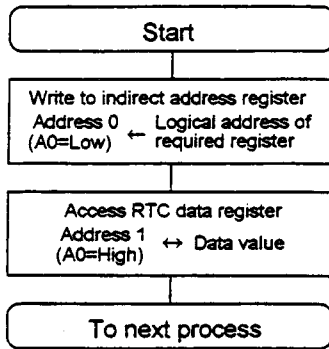 Start
Write to indirect address register
Address 0 ← Logical address of
(A0=Low) required register
Access RTC data register
Address 1 ↔ Data value
(A0=High)
To next process